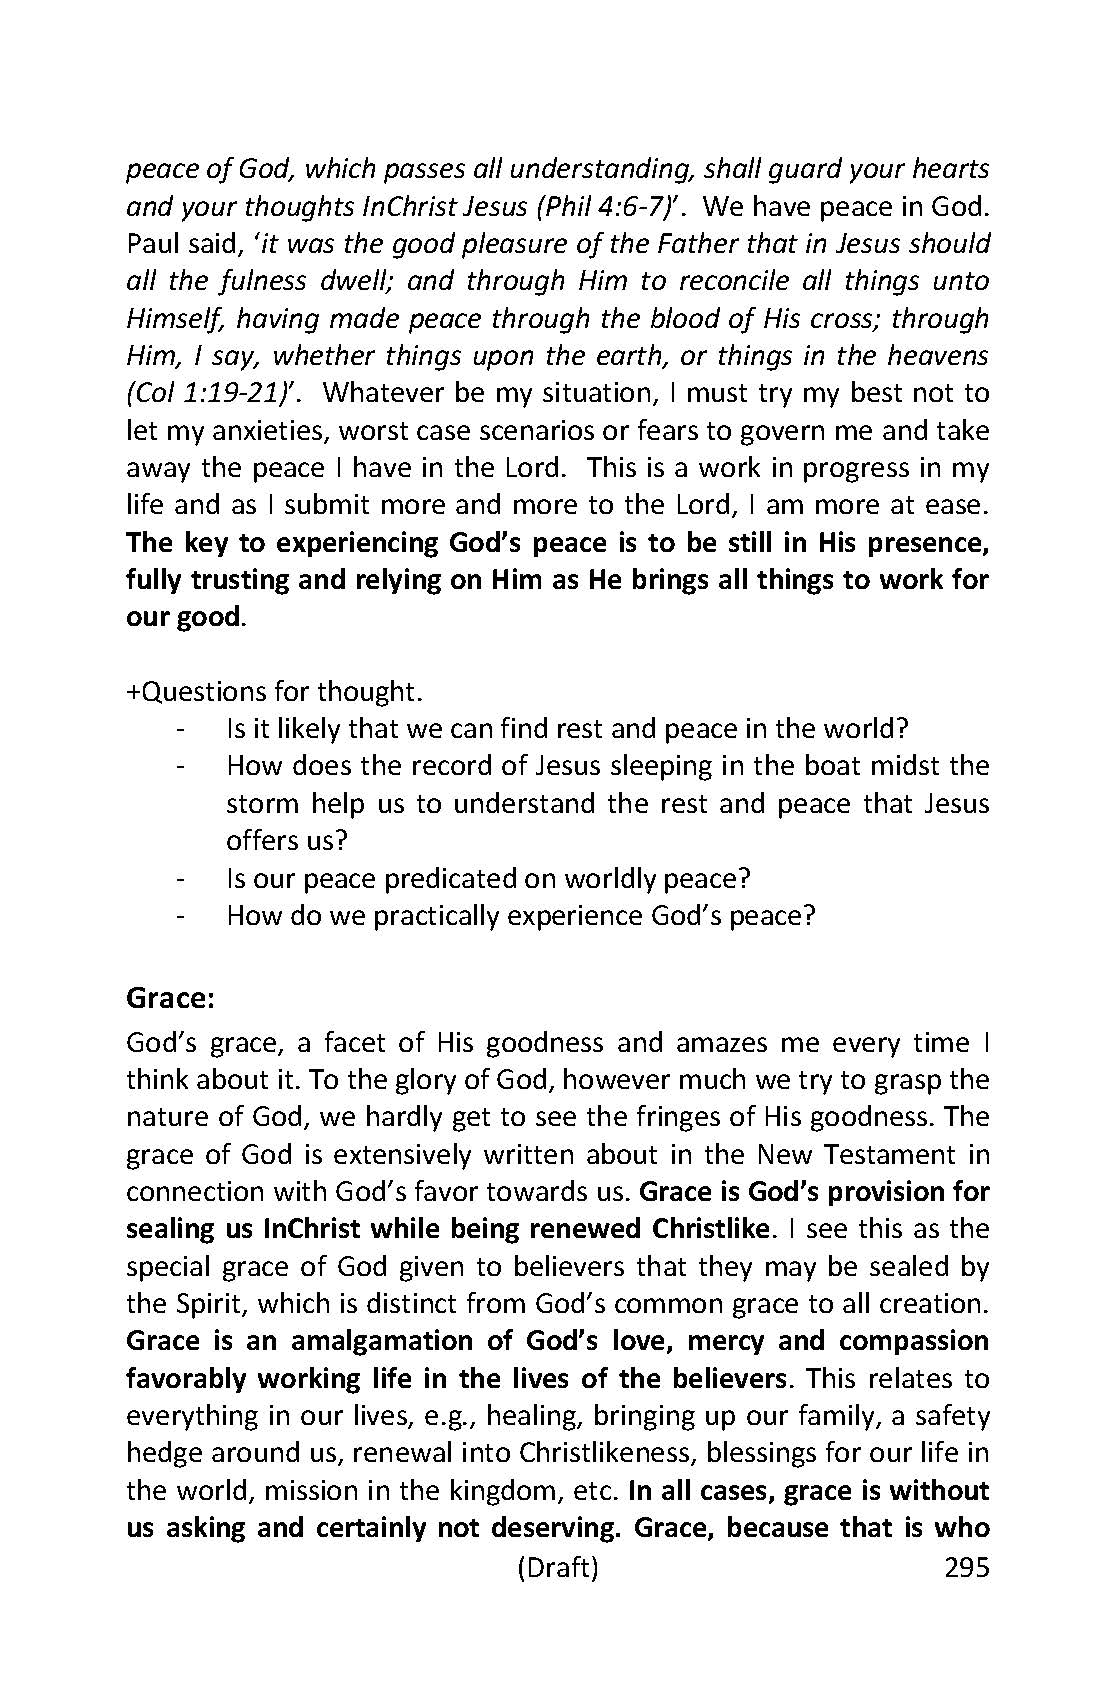 peace of God, which passes all understanding, shall guard your hearts
and your thoughts InChrist Jesus (Phil 4:6-7)’. We have peace in God.
Paul said, ‘it was the good pleasure of the Father that in Jesus should
all the fulness dwell; and through Him to reconcile all things unto
Himself, having made peace through the blood of His cross; through
Him, I say, whether things upon the earth, or things in the heavens
(Col 1:19-21)’. Whatever be my situation, I must try my best not to
let my anxieties, worst case scenarios or fears to govern me and take
away the peace I have in the Lord. This is a work in progress in my
life and as I submit more and more to the Lord, I am more at ease.
The key to experiencing God’s peace is to be still in His presence,
fully trusting and relying on Him as He brings all things to work for
our good.
+Questions for thought.
- Is it likely that we can find rest and peace in the world?
- How does the record of Jesus sleeping in the boat midst the
storm help us to understand the rest and peace that Jesus
offers us?
- Is our peace predicated on worldly peace?
- How do we practically experience God’s peace?
Grace:
God’s grace, a facet of His goodness and amazes me every time I
think about it. To the glory of God, however much we try to grasp the
nature of God, we hardly get to see the fringes of His goodness. The
grace of God is extensively written about in the New Testament in
connection with God’s favor towards us. Grace is God’s provision for
sealing us InChrist while being renewed Christlike. I see this as the
special grace of God given to believers that they may be sealed by
the Spirit, which is distinct from God’s common grace to all creation.
Grace is an amalgamation of God’s love, mercy and compassion
favorably working life in the lives of the believers. This relates to
everything in our lives, e.g., healing, bringing up our family, a safety
hedge around us, renewal into Christlikeness, blessings for our life in
the world, mission in the kingdom, etc. In all cases, grace is without
us asking and certainly not deserving. Grace, because that is who
(Draft) 295